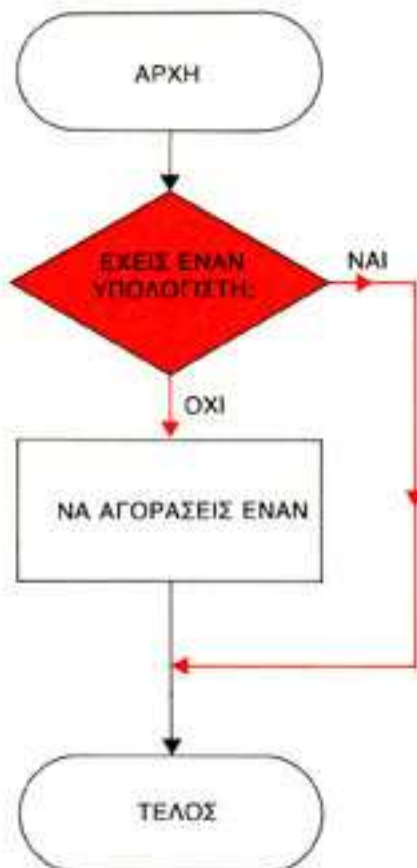 ΑΡΧΗ
ΕΧΕΙΣ ΕΝΑΝ
ΥΠΟΛΟΓΙΣΤΗ;
ΝΑΙ
ΟΧΙ
ΝΑ ΑΓΟΡΑΣΕΙΣ ΕΝΑΝ
ΤΕΛΟΣ